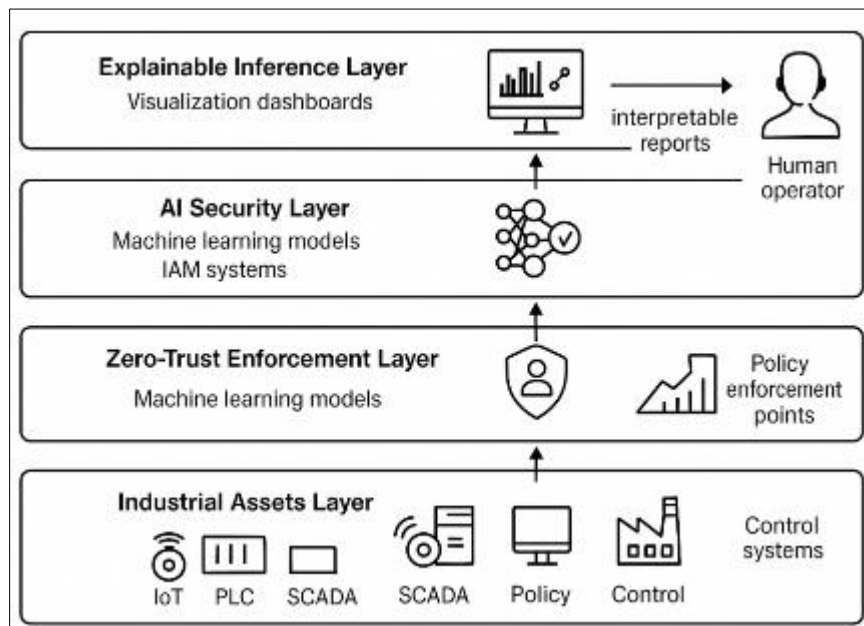 Explainable Inference Layer
Visualization dashboards
interpretable
reports
Human
operator
AI Security Layer
Machine learning models
IAM systems
Zero-Trust Enforcement Layer
Machine learning models
Policy
enforcement
points
Industrial Assets Layer
IoT
PLC
SCADA
SCADA
Policy
Control
Control
systems